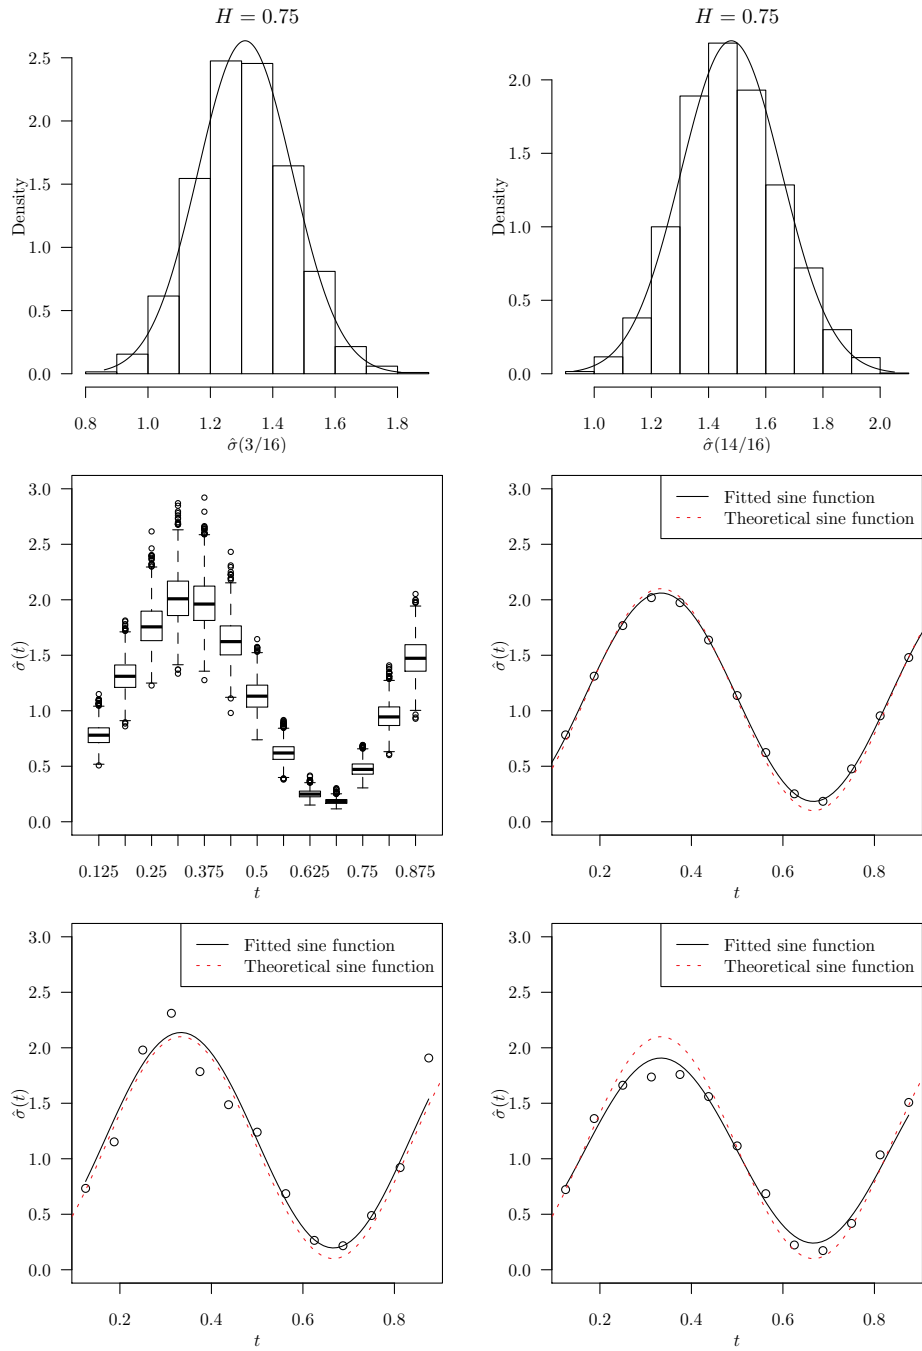 H = 0.75
H = 0.75
Density
2.5
2.0
1.5
1.0
0.5
0.0
0.8 1.0 1.2 1.4 1.6 1.8
σ̂(3/16)
Density
2.0
1.5
1.0
0.5
0.0
1.0 1.2 1.4 1.6 1.8 2.0
σ̂(14/16)
σ̂(t)
3.0
2.5
2.0
1.5
1.0
0.5
0.0
0.125 0.25 0.375 0.5 0.625 0.75 0.875
t
σ̂(t)
3.0
2.5
2.0
1.5
1.0
0.5
0.0
Fitted sine function
Theoretical sine function
0.2 0.4 0.6 0.8
t
σ̂(t)
3.0
2.5
2.0
1.5
1.0
0.5
0.0
Fitted sine function
Theoretical sine function
0.2 0.4 0.6 0.8
t
σ̂(t)
3.0
2.5
2.0
1.5
1.0
0.5
0.0
Fitted sine function
Theoretical sine function
0.2 0.4 0.6 0.8
t